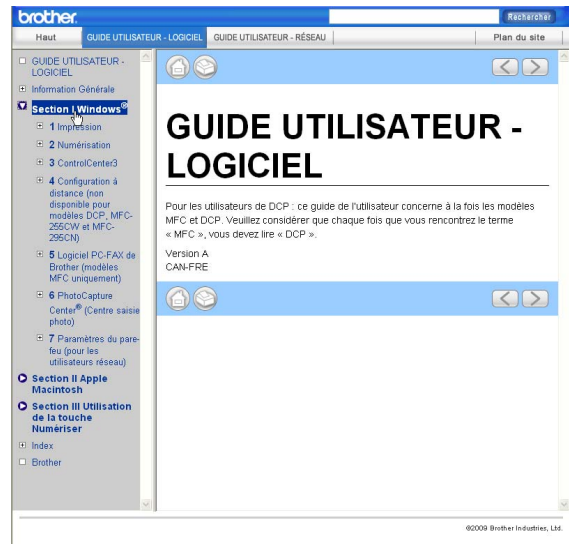 brother.
Rechercher
Haut
GUIDE UTILISATEUR - LOGICIEL
GUIDE UTILISATEUR - RÉSEAU
Plan du site
GUIDE UTILISATEUR -
LOGICIEL
Information Générale
Section I Windows®
1 Impression
2 Numérisation
3 ControlCenter3
4 Configuration à
distance (non
disponible pour
modèles DCP, MFC-
255CW et MFC-
295CN)
5 Logiciel PC-FAX de
Brother (modèles
MFC uniquement)
6 PhotoCapture
Center® (Centre saisie
photo)
7 Paramètres du pare-
feu (pour les
utilisateurs réseau)
Section II Apple
Macintosh
Section III Utilisation
de la touche
Numériser
Index
Brother
GUIDE UTILISATEUR -
LOGICIEL
Pour les utilisateurs de DCP : ce guide de l'utilisateur concerne à la fois les modèles
MFC et DCP. Veuillez considérer que chaque fois que vous rencontrez le terme
« MFC », vous devez lire « DCP ».
Version A
CAN-FRE
©2009 Brother Industries, Ltd.